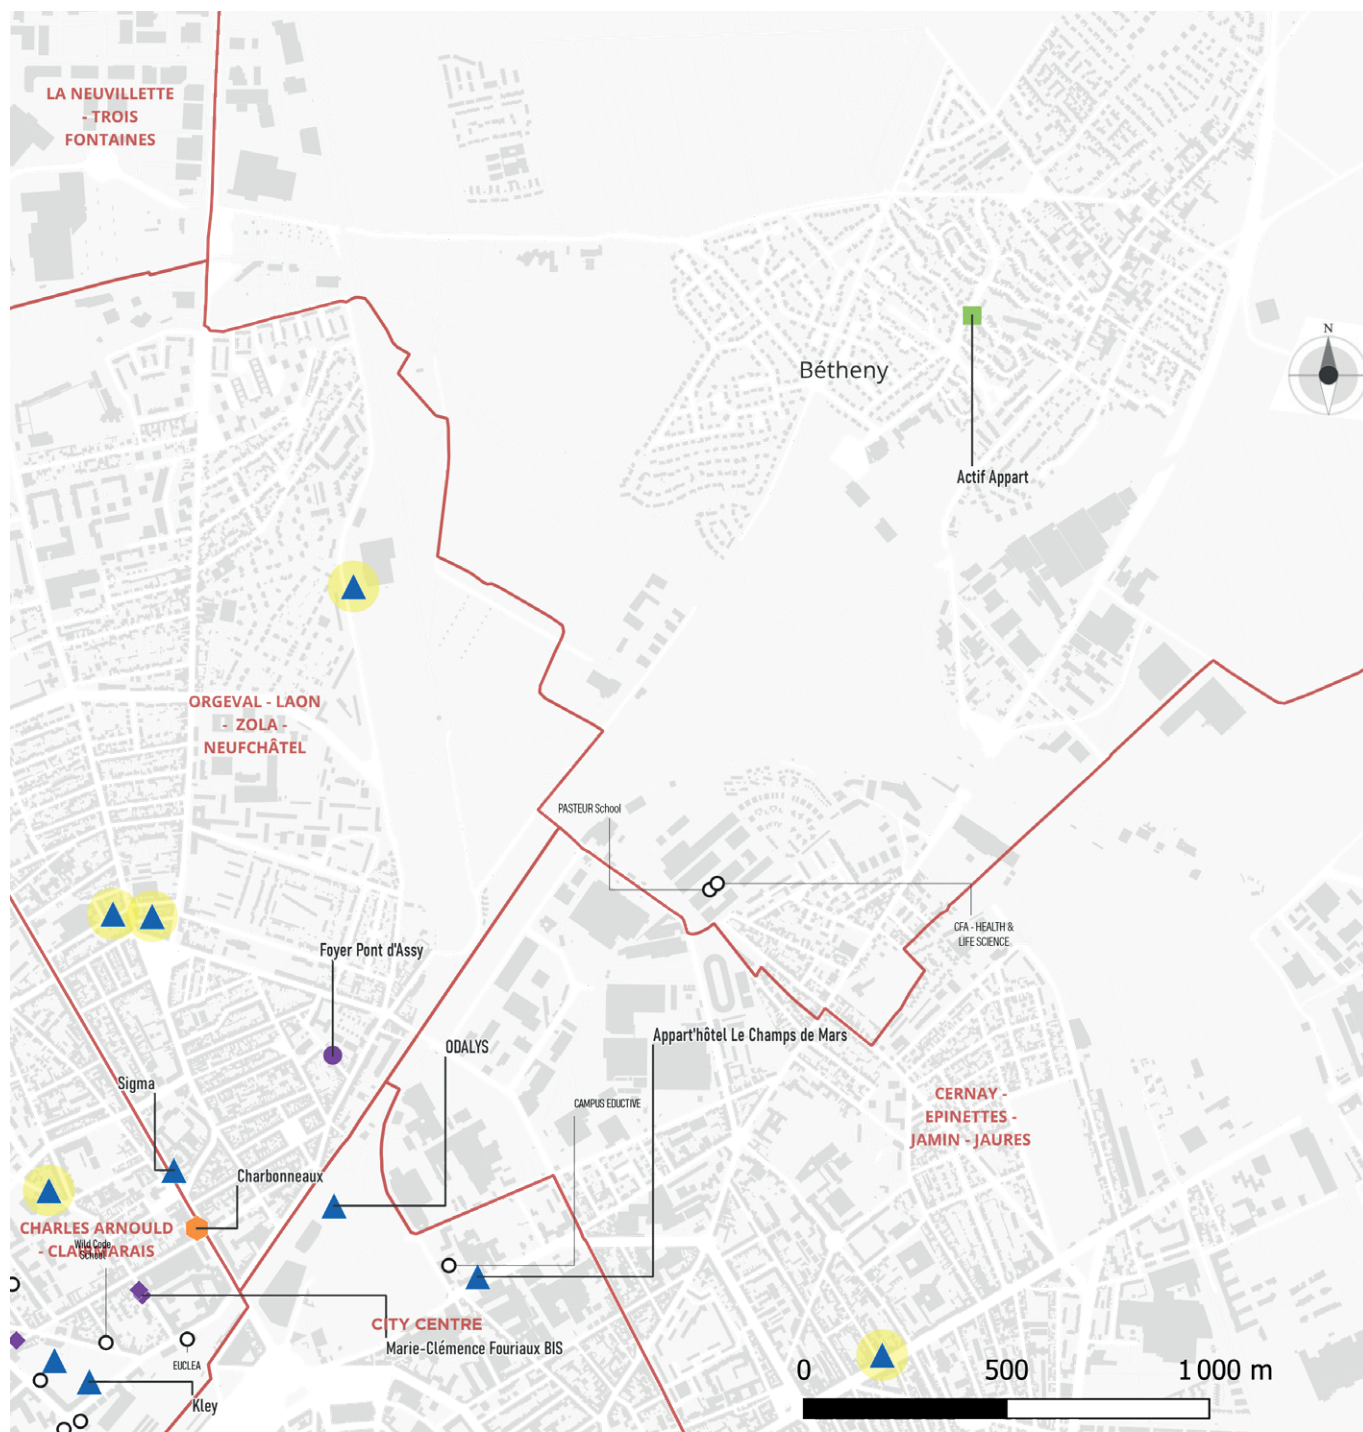 LA NEUVILLETTE
- TROIS
FONTAINES
N
Bétheny
Actif Appart
ORGEVAL - LAON
- ZOLA -
NEUFCHÂTEL
PASTEUR School
CFA - HEALTH &
LIFE SCIENCE
Foyer Pont d'Assy
Appart'hôtel Le Champs de Mars
ODALYS
Sigma
CAMPUS EDUCTIVE
CERNAY -
EPINETTES -
JAMIN - JAURES
Charbonneaux
CHARLES ARNOULD
- CLAIRMARAIS
Wild Code
School
CITY CENTRE
Marie-Clémence Fouriaux BIS
EUCLEA
Kley
0 500 1 000 m